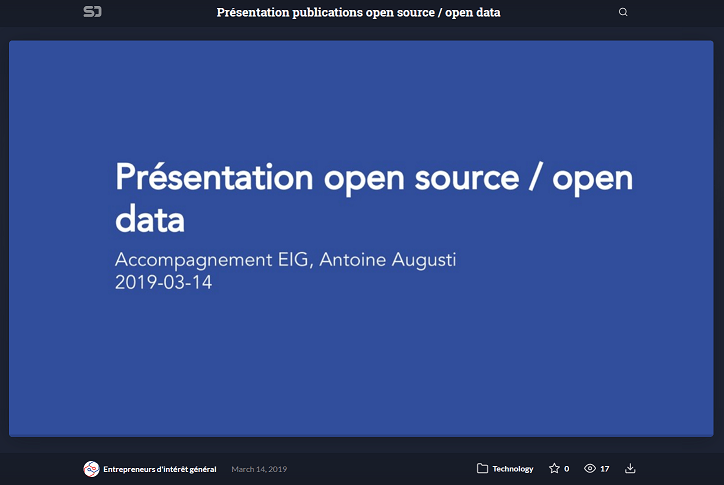 SD
Présentation publications open source / open data
Présentation open source / open
data
Accompagnement EIG, Antoine Augusti
2019-03-14
Entrepreneurs d'intérêt général March 14, 2019 Technology 0 17